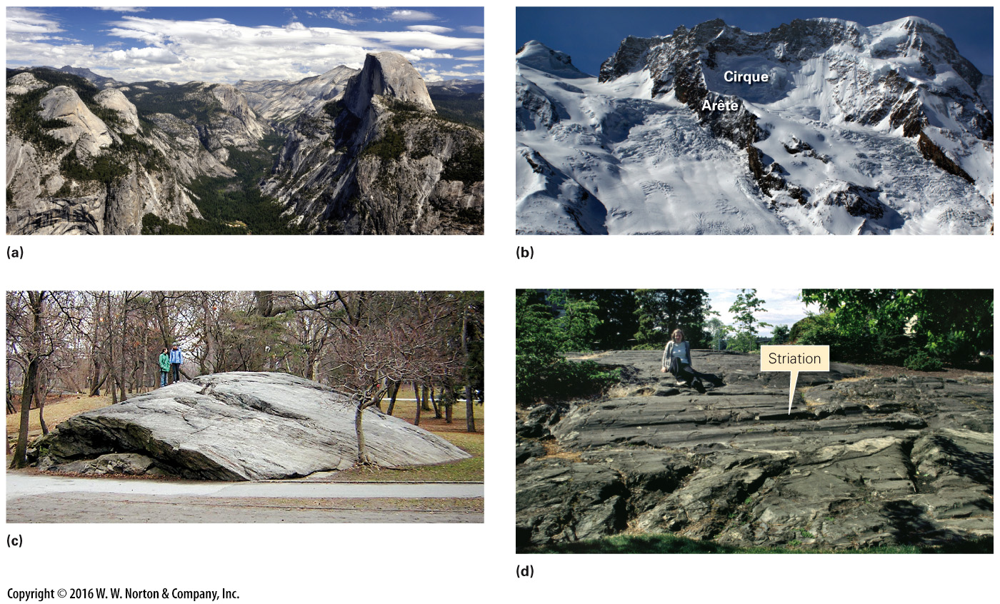 Cirque
Arête
(a)
(b)
Striation
(c)
(d)
Copyright © 2016 W. W. Norton & Company, Inc.